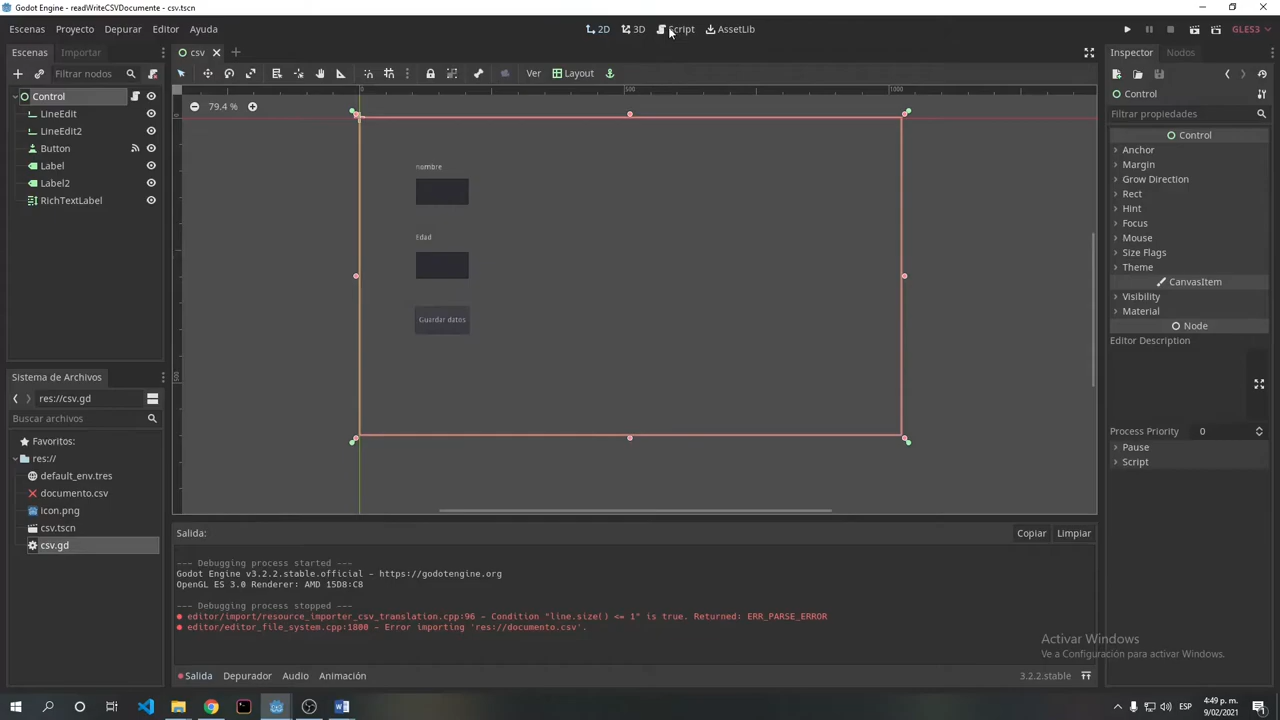 Godot Engine - readWriteCSVDocumente - csv.tscn
Escenas Proyecto Depurar Editor Ayuda
2D 3D Script AssetLib
GLES3
Escenas Importar
csv
Inspector Nodos
Filtrar nodos
Ver Layout
Control
LineEdit
LineEdit2
Button
Label
Label2
RichTextLabel
79.4 %
0 500 1000
0
500
nombre
Edad
Guardar datos
Control
Filtrar propiedades
Control
Anchor
Margin
Grow Direction
Rect
Hint
Focus
Mouse
Size Flags
Theme
CanvasItem
Visibility
Material
Node
Editor Description
Process Priority 0
Pause
Script
Sistema de Archivos
res://csv.gd
Buscar archivos
Favoritos:
res://
default_env.tres
documento.csv
icon.png
csv.tscn
csv.gd
Salida:
Copiar Limpiar
--- Debugging process started ---
Godot Engine v3.2.2.stable.official - https://godotengine.org
OpenGL ES 3.0 Renderer: AMD 15D8:C8
--- Debugging process stopped ---
editor/import/resource_importer_csv_translation.cpp:96 - Condition "line.size() <= 1" is true. Returned: ERR_PARSE_ERROR
editor/editor_file_system.cpp:1800 - Error importing 'res://documento.csv'.
Activar Windows
Ve a Configuración para activar Windows.
Salida Depurador Audio Animación
3.2.2.stable
ESP
4:49 p. m.
9/02/2021
1